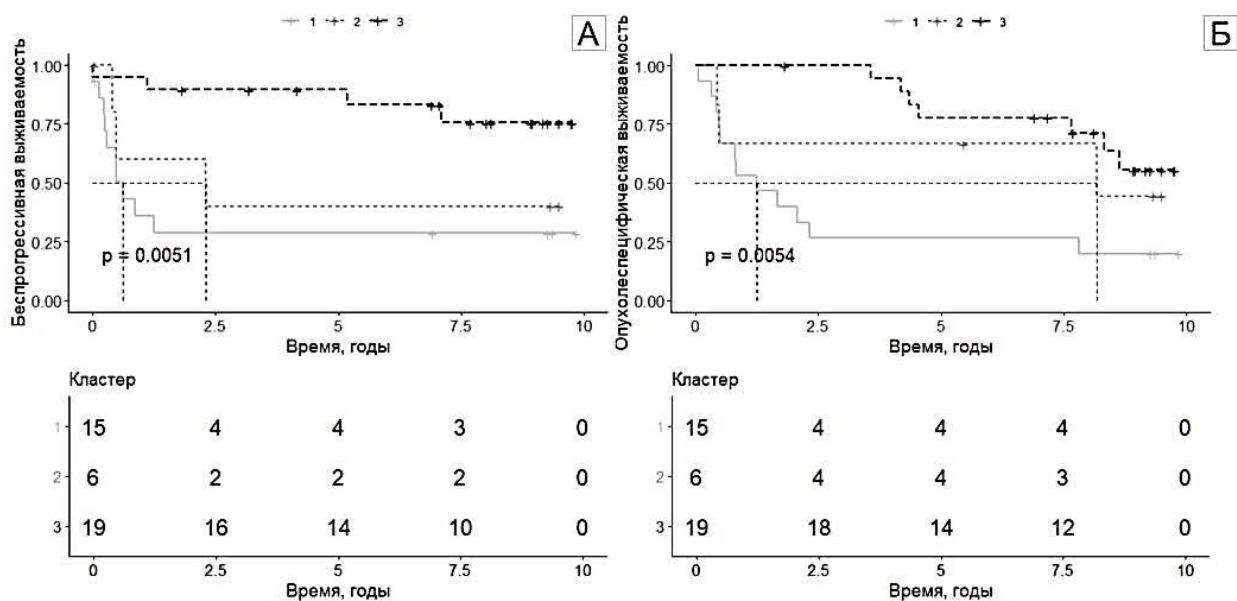 1 2 3
А
Беспрогрессивная выживаемость
1.00
0.75
0.50
0.25
0.00
p = 0.0051
0 2.5 5 7.5 10
Время, годы
Кластер
1 15 4 4 3 0
2 6 2 2 2 0
3 19 16 14 10 0
0 2.5 5 7.5 10
Время, годы
1 2 3
Б
Опухолеспецифическая выживаемость
1.00
0.75
0.50
0.25
0.00
p = 0.0054
0 2.5 5 7.5 10
Время, годы
Кластер
1 15 4 4 4 0
2 6 4 4 3 0
3 19 18 14 12 0
0 2.5 5 7.5 10
Время, годы